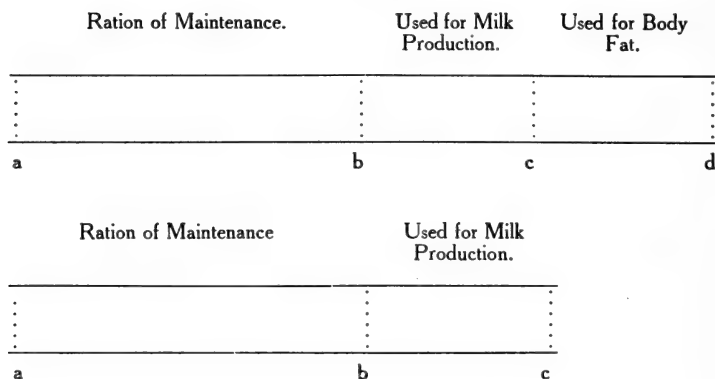 Ration of Maintenance. Used for Milk Used for Body
Production. Fat.
a b c d
Ration of Maintenance Used for Milk
Production.
a b c